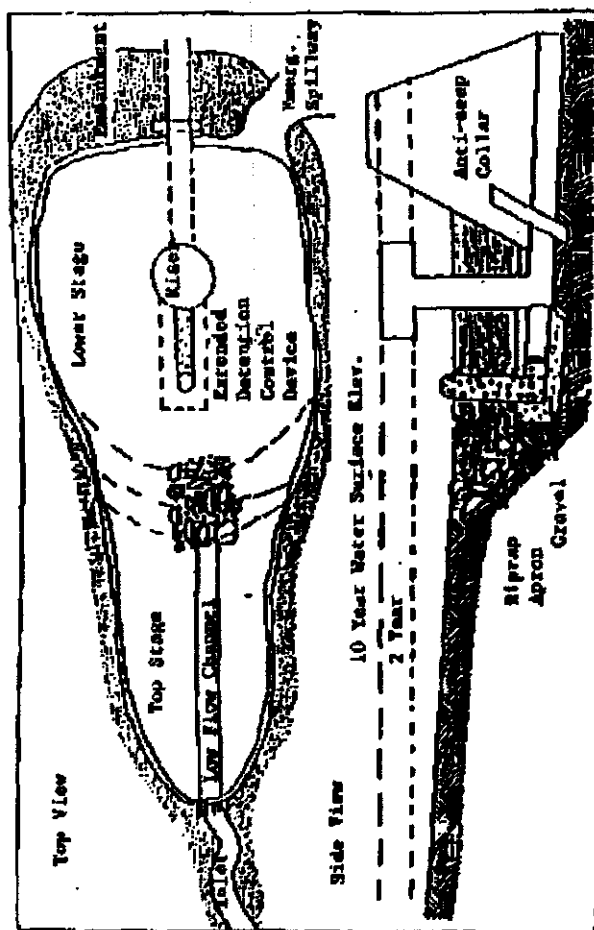 Top View
Inlet
Low Flow Channel
Top Stage
Lower Stage
Riser
Extended
Detention
Control
Device
Embankment
Emerg.
Spillway
Side View
10 Year Water Surface Elev.
2 Year
Anti-seep
Collar
Riprap
Apron
Gravel